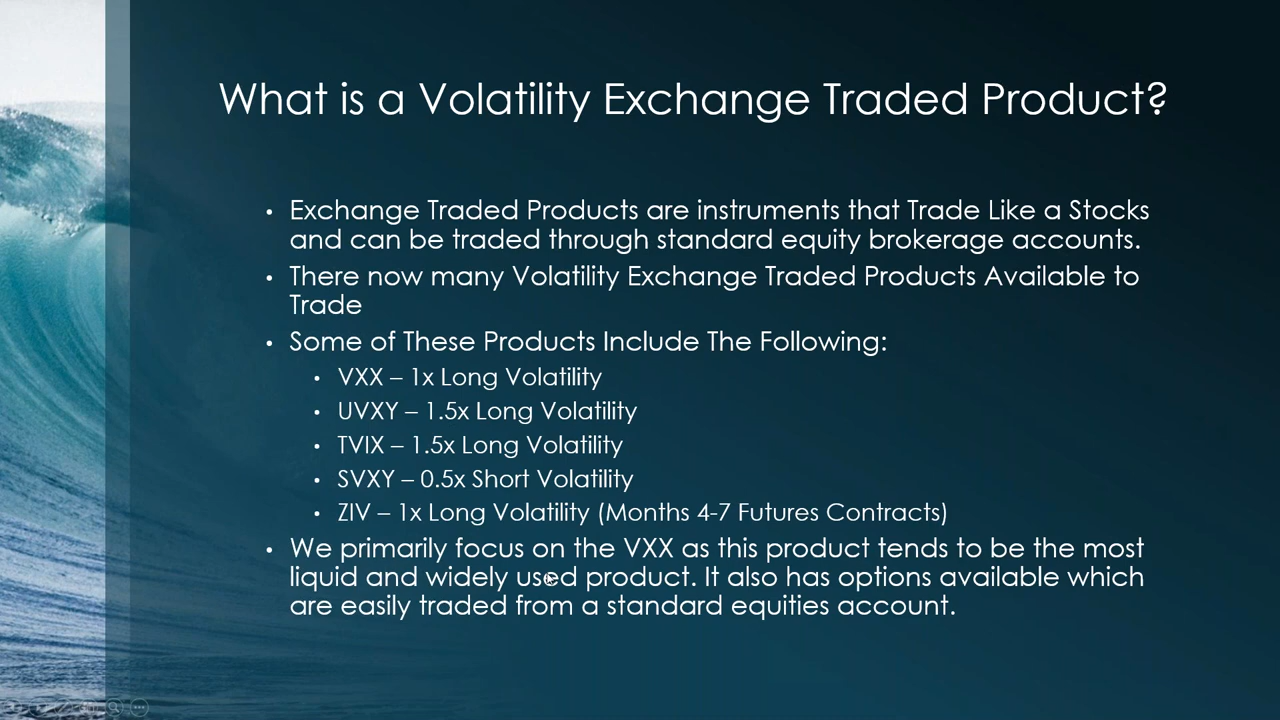 What is a Volatility Exchange Traded Product?
• Exchange Traded Products are instruments that Trade Like a Stocks
and can be traded through standard equity brokerage accounts.
• There now many Volatility Exchange Traded Products Available to
Trade
• Some of These Products Include The Following:
• VXX – 1x Long Volatility
• UVXY – 1.5x Long Volatility
• TVIX – 1.5x Long Volatility
• SVXY – 0.5x Short Volatility
• ZIV – 1x Long Volatility (Months 4-7 Futures Contracts)
• We primarily focus on the VXX as this product tends to be the most
liquid and widely used product. It also has options available which
are easily traded from a standard equities account.